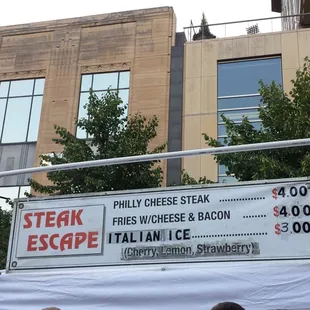 STEAK
ESCAPE
PHILLY CHEESE STEAK $4.00
FRIES W/CHEESE & BACON $4.00
ITALIAN ICE $3.00
(Cherry, Lemon, Strawberry)